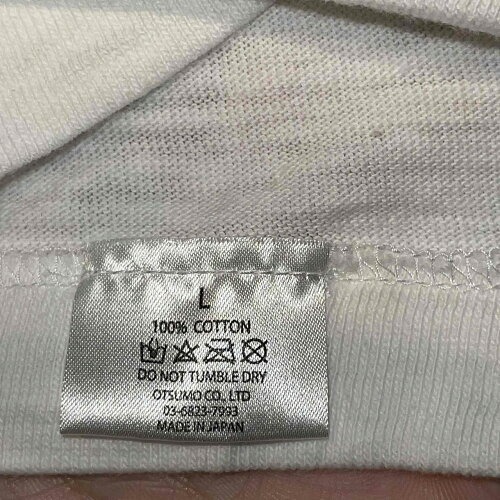 L
100% COTTON
DO NOT TUMBLE DRY
OTSUMO CO., LTD
03-6823-7993
MADE IN JAPAN